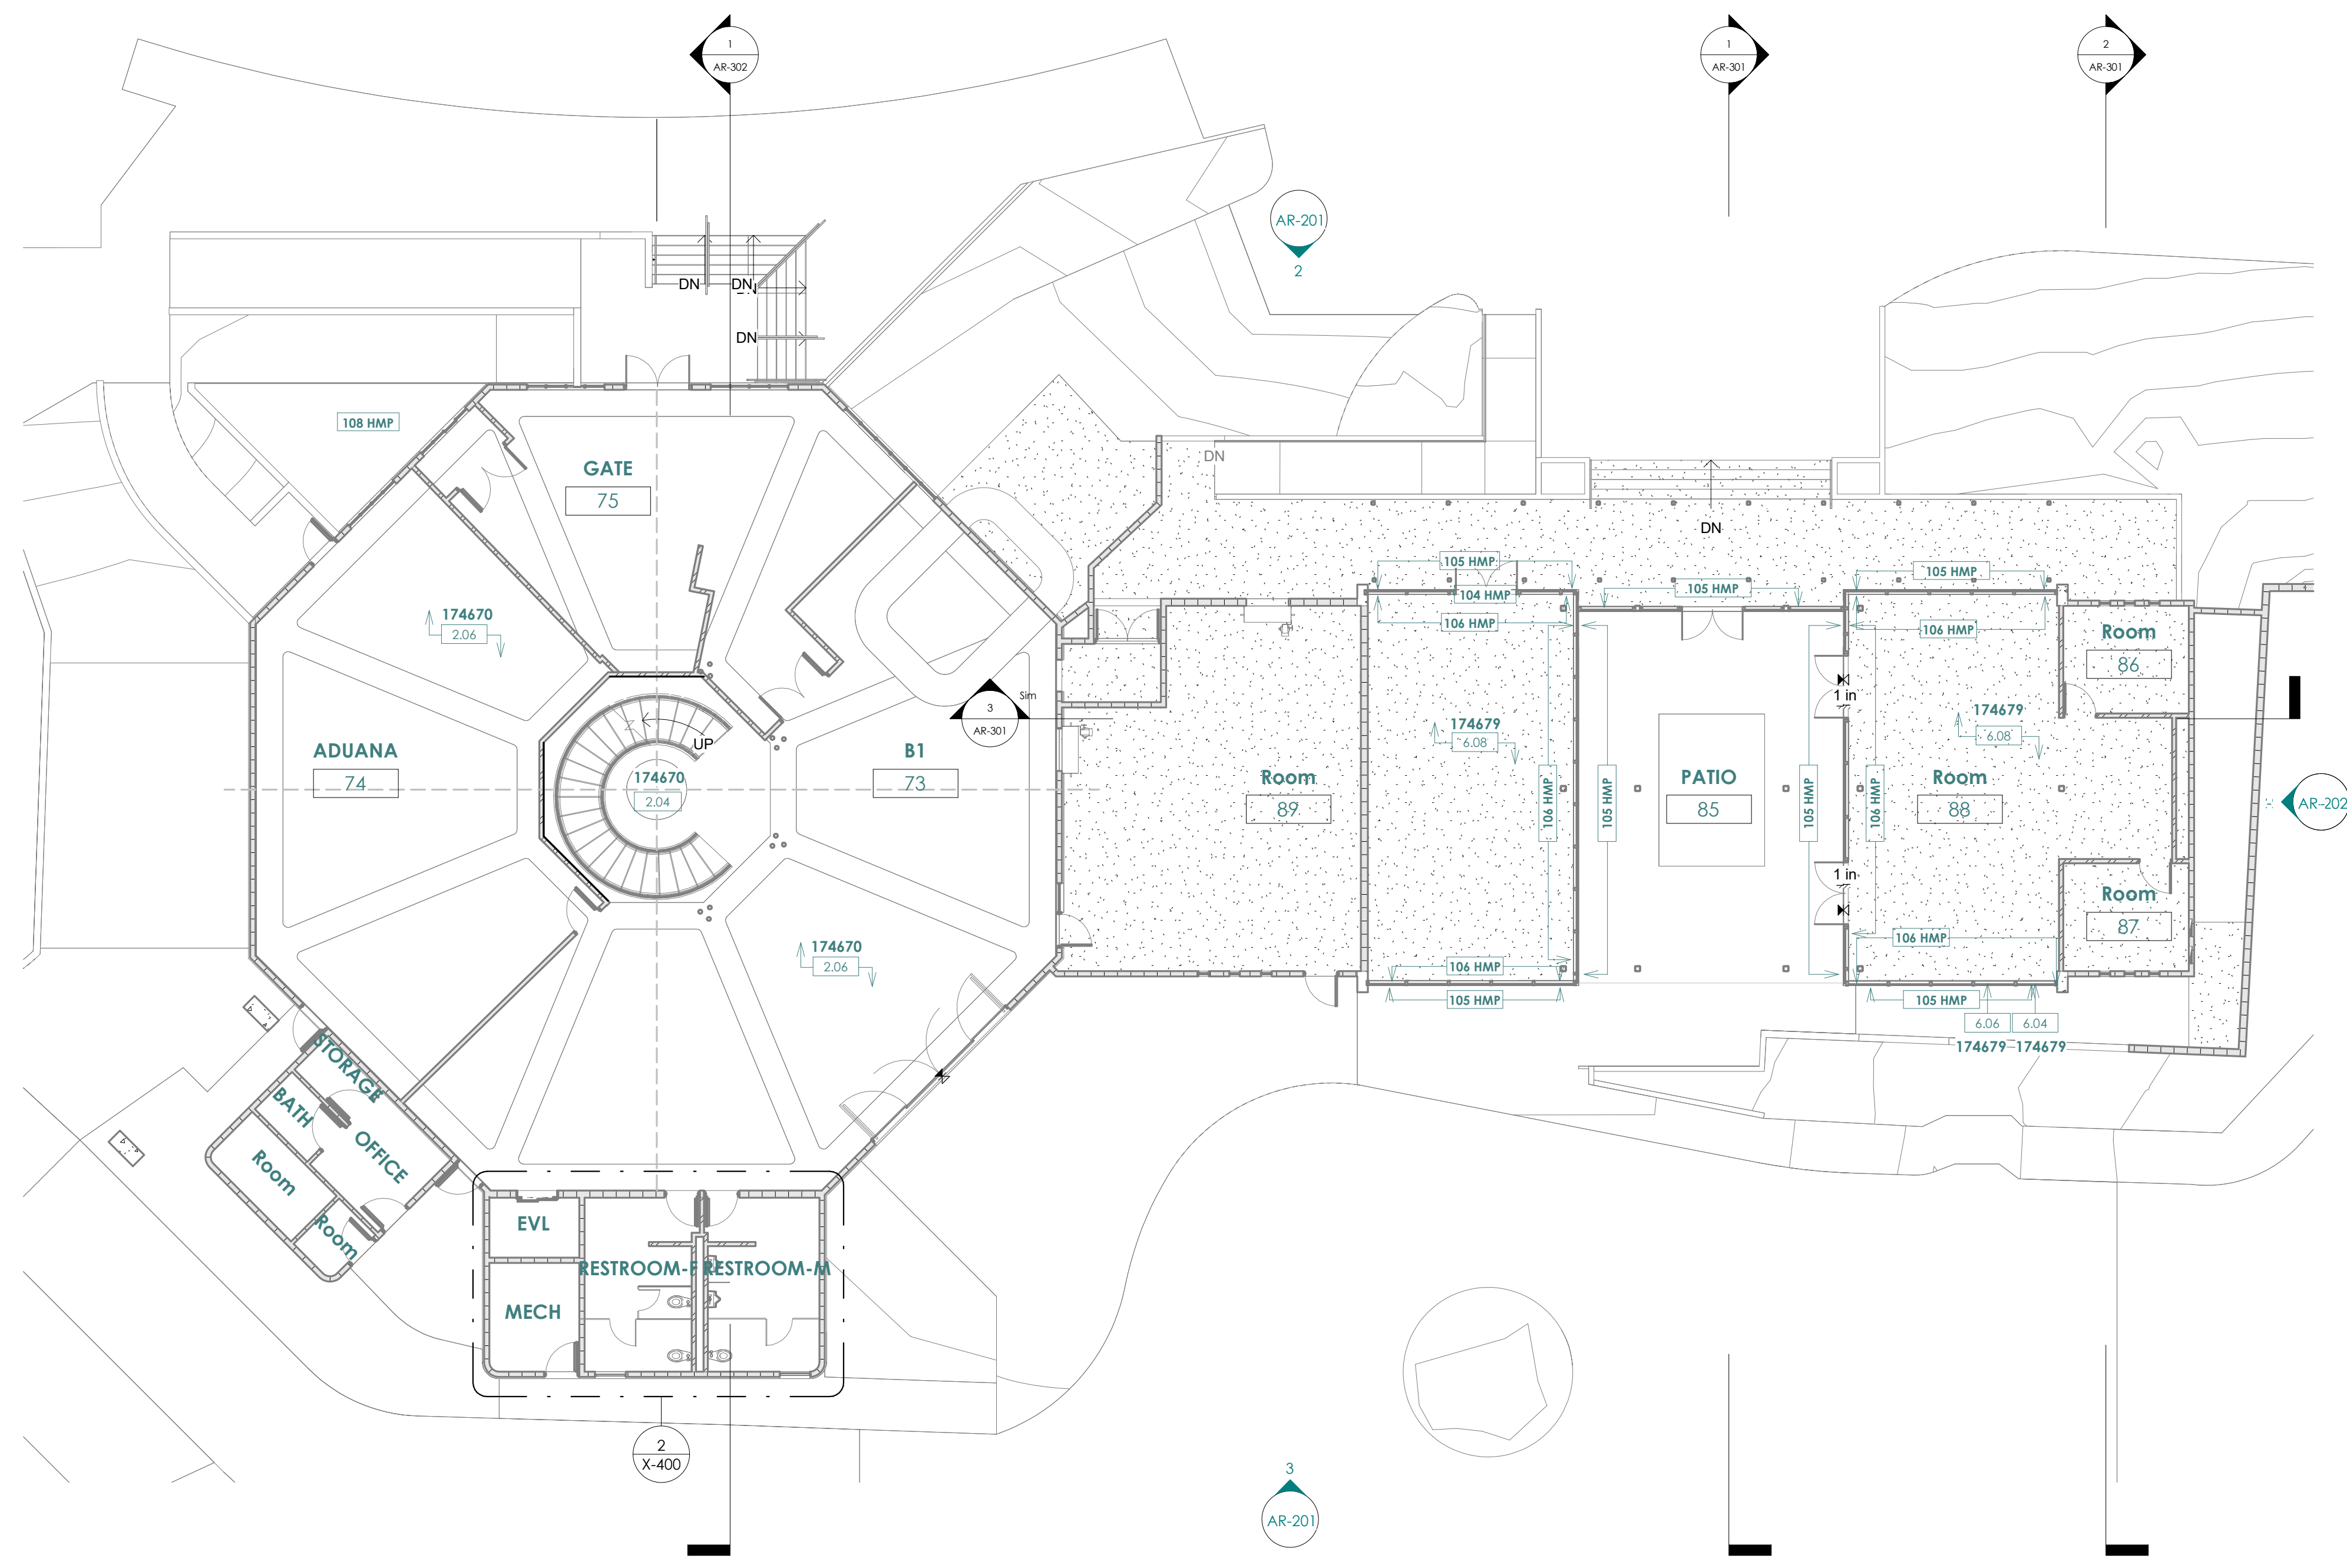 1
AR-302
1
AR-301
2
AR-301
AR-201
2
DN
DN
DN
DN
DN
108 HMP
GATE
75
105 HMP
104 HMP
106 HMP
105 HMP
105 HMP
106 HMP
Room
86
174670
2.06
Sim
3
AR-301
1 in
174679
6.08
174679
6.08
UP
ADUANA
74
174670
2.04
B1
73
Room
89
106 HMP
105 HMP
PATIO
85
105 HMP
106 HMP
Room
88
AR-202
1 in
Room
87
174670
2.06
106 HMP
105 HMP
106 HMP
105 HMP
6.06
6.04
174679
174679
STORAGE
BATH
OFFICE
Room
Room
EVL
RESTROOM-F
RESTROOM-M
MECH
2
X-400
3
AR-201